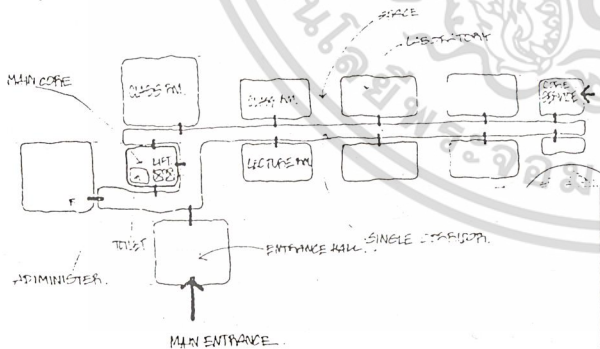 SPACE
LABORATORY
MAIN CORE
CLASS RM.
CLASS RM.
CORE
SERVICE
LIFT
LECTURE RM.
F
TOILET
ENTRANCE HALL.
SINGLE CORRIDOR.
ADIMINISTER.
MAIN ENTRANCE.